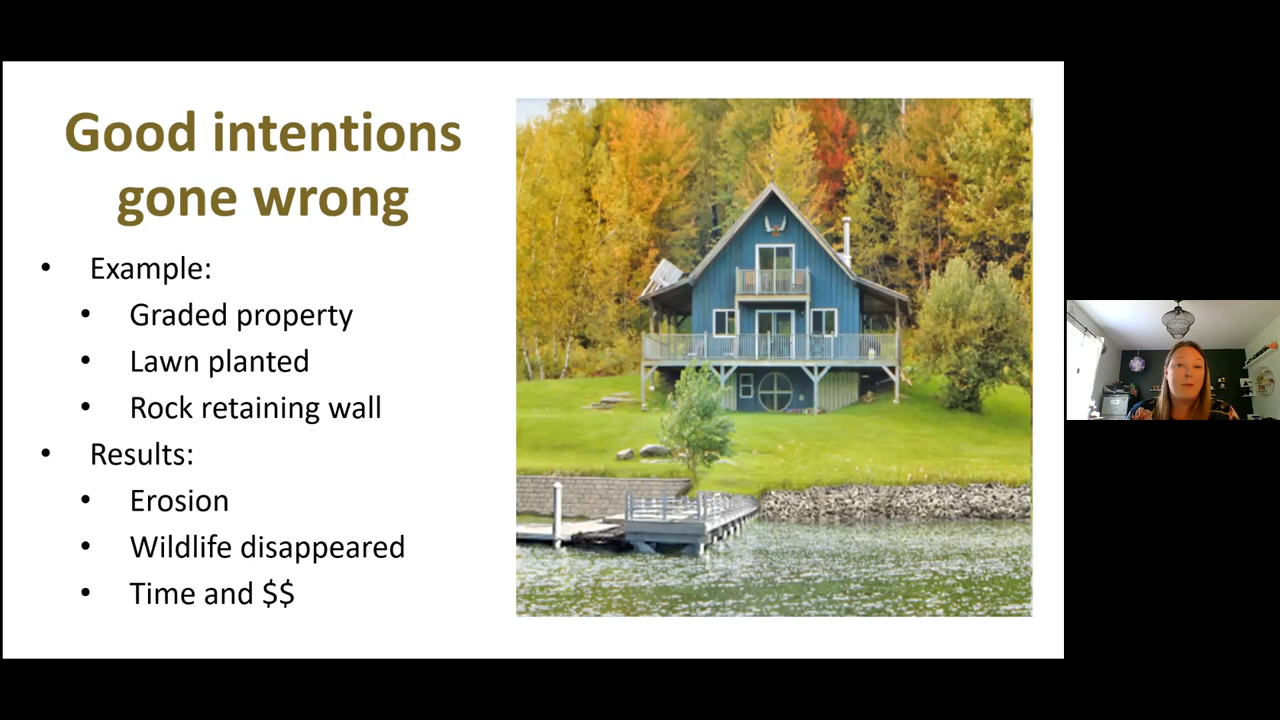 Good intentions
gone wrong
• Example:
• Graded property
• Lawn planted
• Rock retaining wall
• Results:
• Erosion
• Wildlife disappeared
• Time and $$